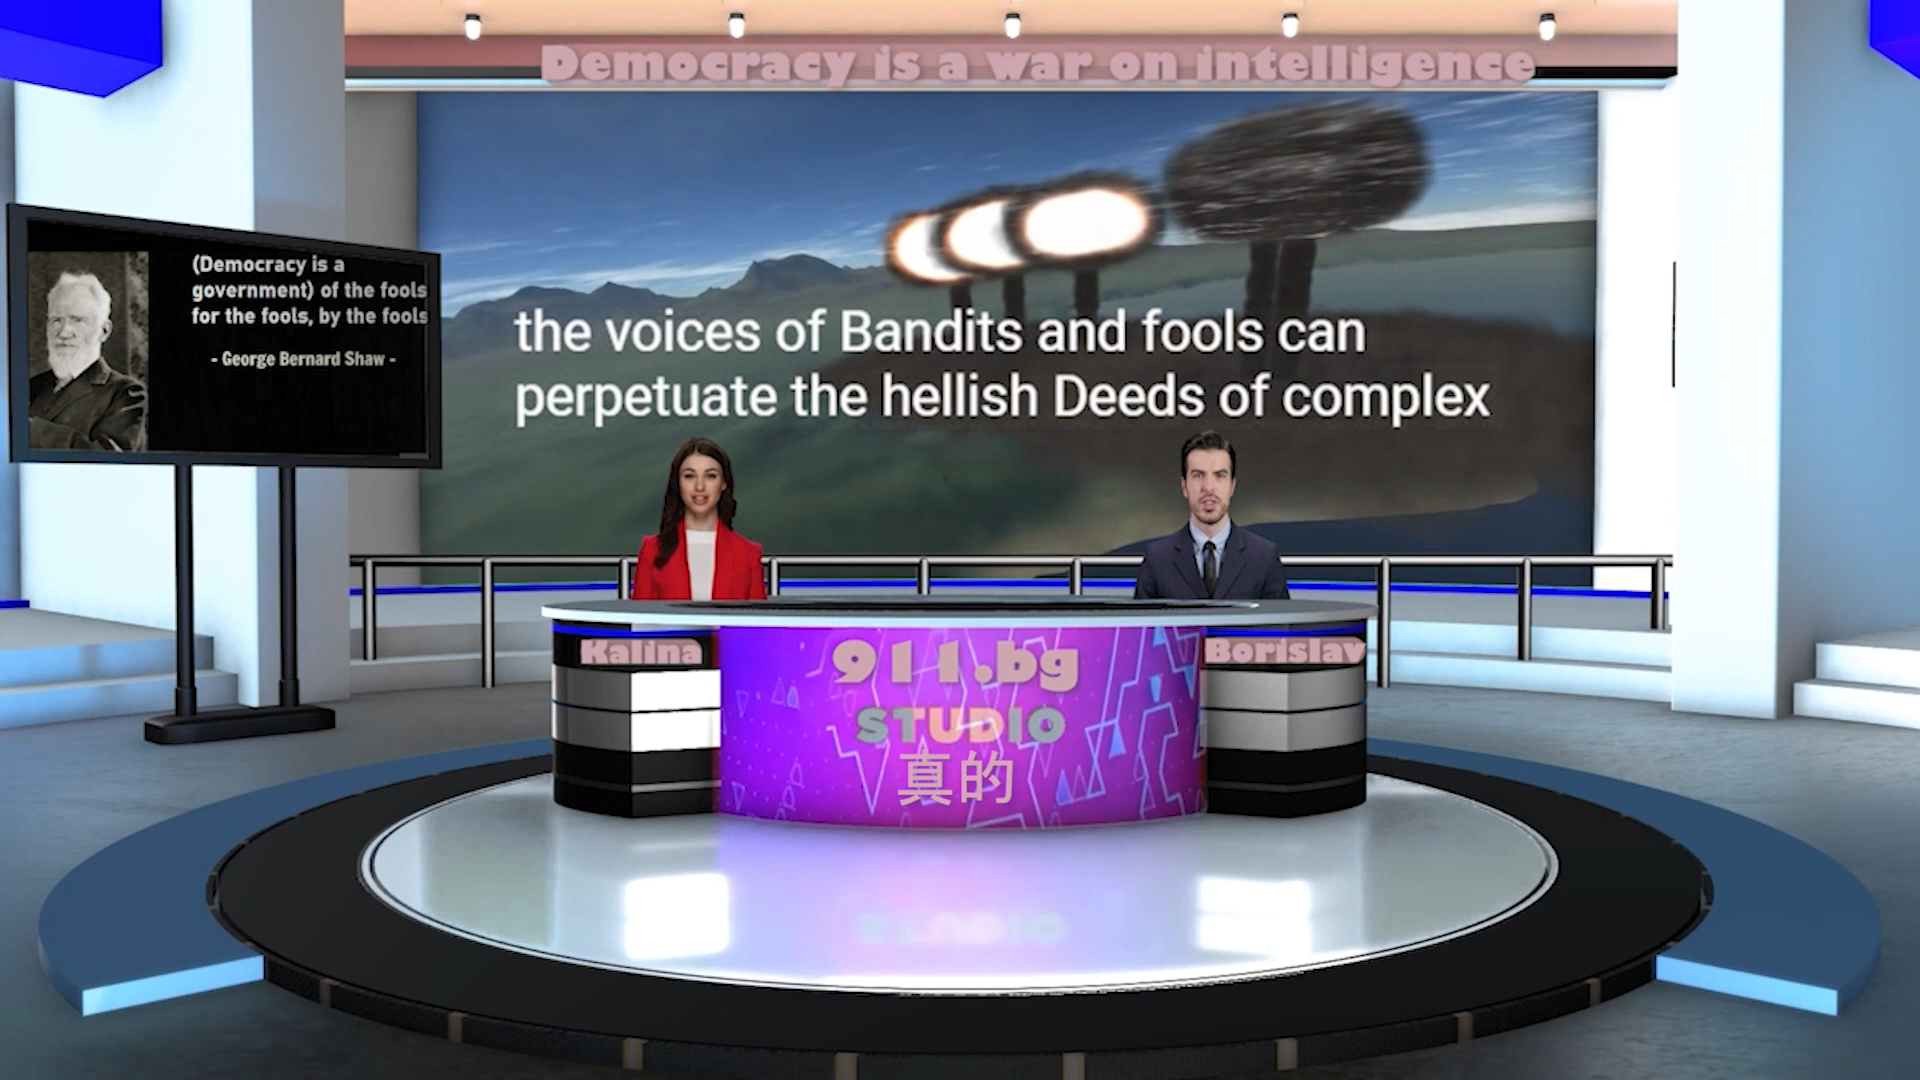 Democracy is a war on intelligence
(Democracy is a
government) of the fools
for the fools, by the fools
- George Bernard Shaw -
the voices of Bandits and fools can
perpetuate the hellish Deeds of complex
Kalina
911.bg
Borislav
STUDIO
真的